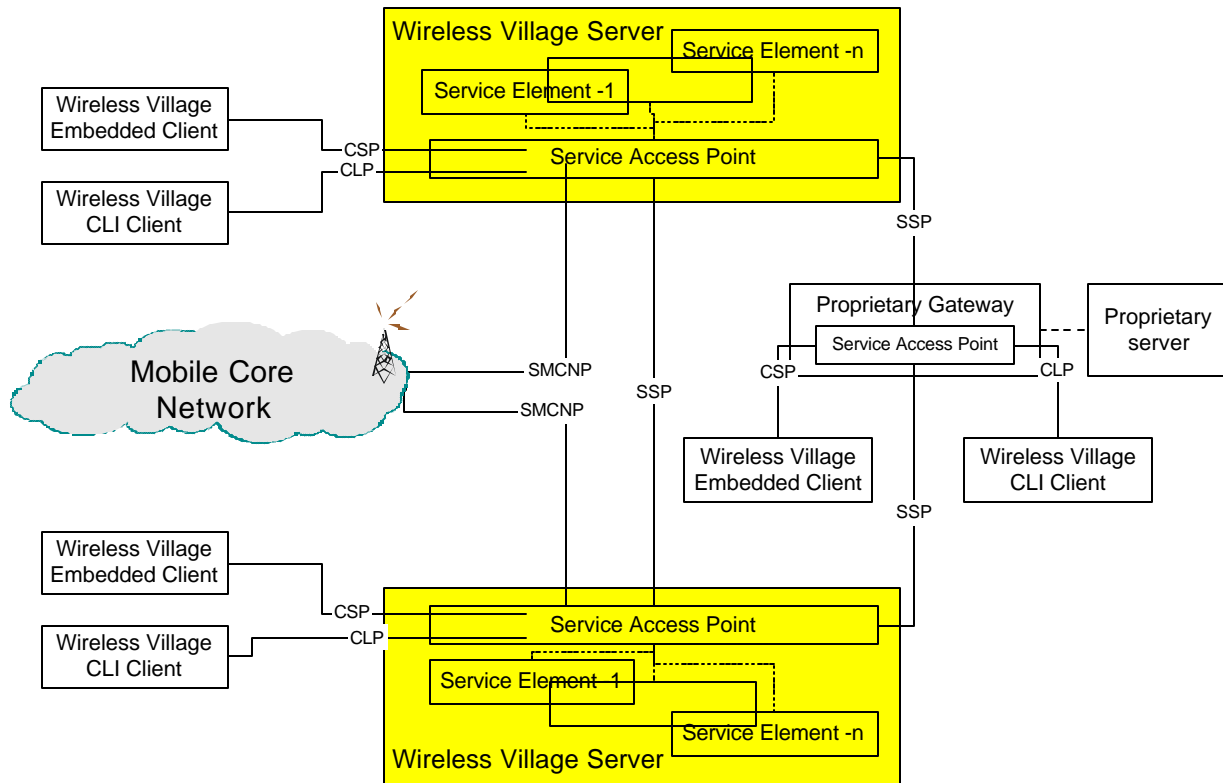 Wireless Village Server
Service Element -n
Service Element -1
Wireless Village
Embedded Client
CSP
Service Access Point
CLP
Wireless Village
CLI Client
SSP
Proprietary Gateway
Service Access Point
Proprietary
server
CSP
CLP
Mobile Core
Network
SMCNP
SMCNP
SSP
Wireless Village
Embedded Client
Wireless Village
CLI Client
SSP
Wireless Village
Embedded Client
CSP
Service Access Point
CLP
Wireless Village
CLI Client
Service Element -1
Service Element -n
Wireless Village Server